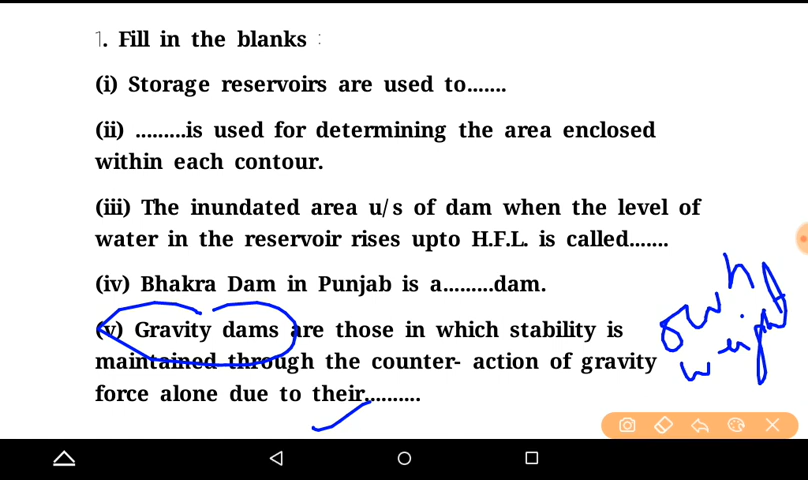 1. Fill in the blanks :
(i) Storage reservoirs are used to.......
(ii) .........is used for determining the area enclosed
within each contour.
(iii) The inundated area u/s of dam when the level of
water in the reservoir rises upto H.F.L. is called.......
(iv) Bhakra Dam in Punjab is a.........dam.
(v) Gravity dams are those in which stability is
maintained through the counter- action of gravity
force alone due to their..........
own
weight